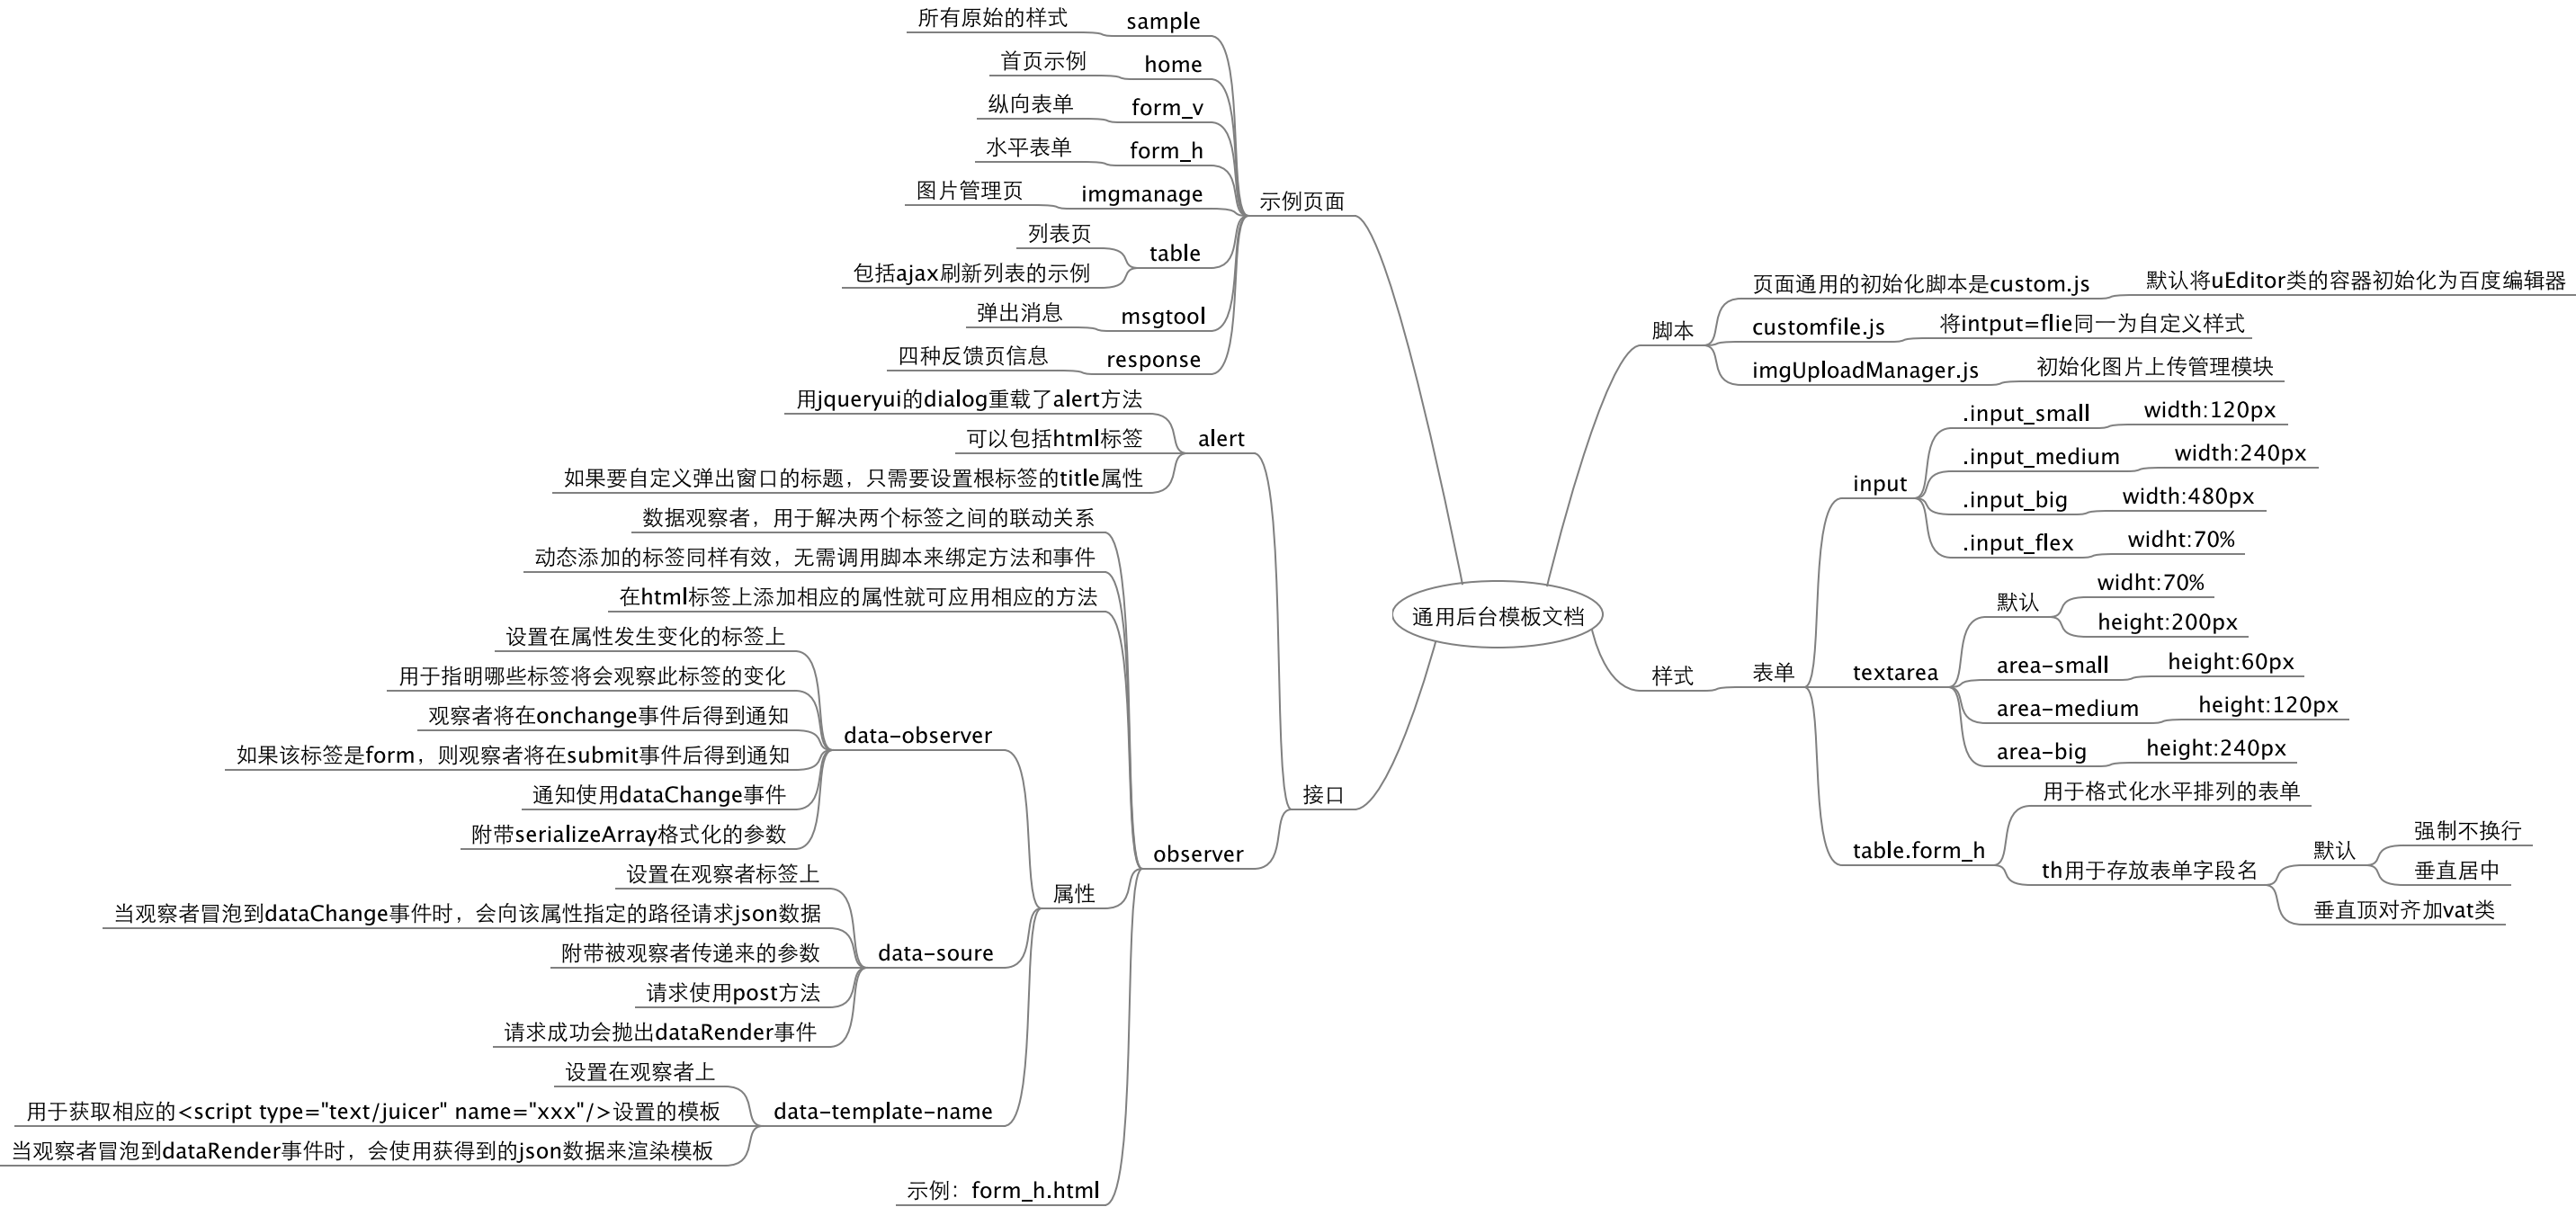 通用后台模板文档
脚本
页面通用的初始化脚本是custom.js
默认将uEditor类的容器初始化为百度编辑器
customfile.js
将intput=flie同一为自定义样式
imgUploadManager.js
初始化图片上传管理模块
样式
表单
input
.input_small
width:120px
.input_medium
width:240px
.input_big
width:480px
.input_flex
widht:70%
textarea
默认
widht:70%
height:200px
area-small
height:60px
area-medium
height:120px
area-big
height:240px
table.form_h
用于格式化水平排列的表单
th用于存放表单字段名
默认
强制不换行
垂直居中
垂直顶对齐加vat类
示例页面
sample
所有原始的样式
home
首页示例
form_v
纵向表单
form_h
水平表单
imgmanage
图片管理页
table
列表页
包括ajax刷新列表的示例
msgtool
弹出消息
response
四种反馈页信息
接口
alert
用jqueryui的dialog重载了alert方法
可以包括html标签
如果要自定义弹出窗口的标题，只需要设置根标签的title属性
observer
数据观察者，用于解决两个标签之间的联动关系
动态添加的标签同样有效，无需调用脚本来绑定方法和事件
在html标签上添加相应的属性就可应用相应的方法
属性
data-observer
设置在属性发生变化的标签上
用于指明哪些标签将会观察此标签的变化
观察者将在onchange事件后得到通知
如果该标签是form，则观察者将在submit事件后得到通知
通知使用dataChange事件
附带serializeArray格式化的参数
data-soure
设置在观察者标签上
当观察者冒泡到dataChange事件时，会向该属性指定的路径请求json数据
附带被观察者传递来的参数
请求使用post方法
请求成功会抛出dataRender事件
data-template-name
设置在观察者上
用于获取相应的<script type="text/juicer" name="xxx"/>设置的模板
当观察者冒泡到dataRender事件时，会使用获得到的json数据来渲染模板
示例：form_h.html